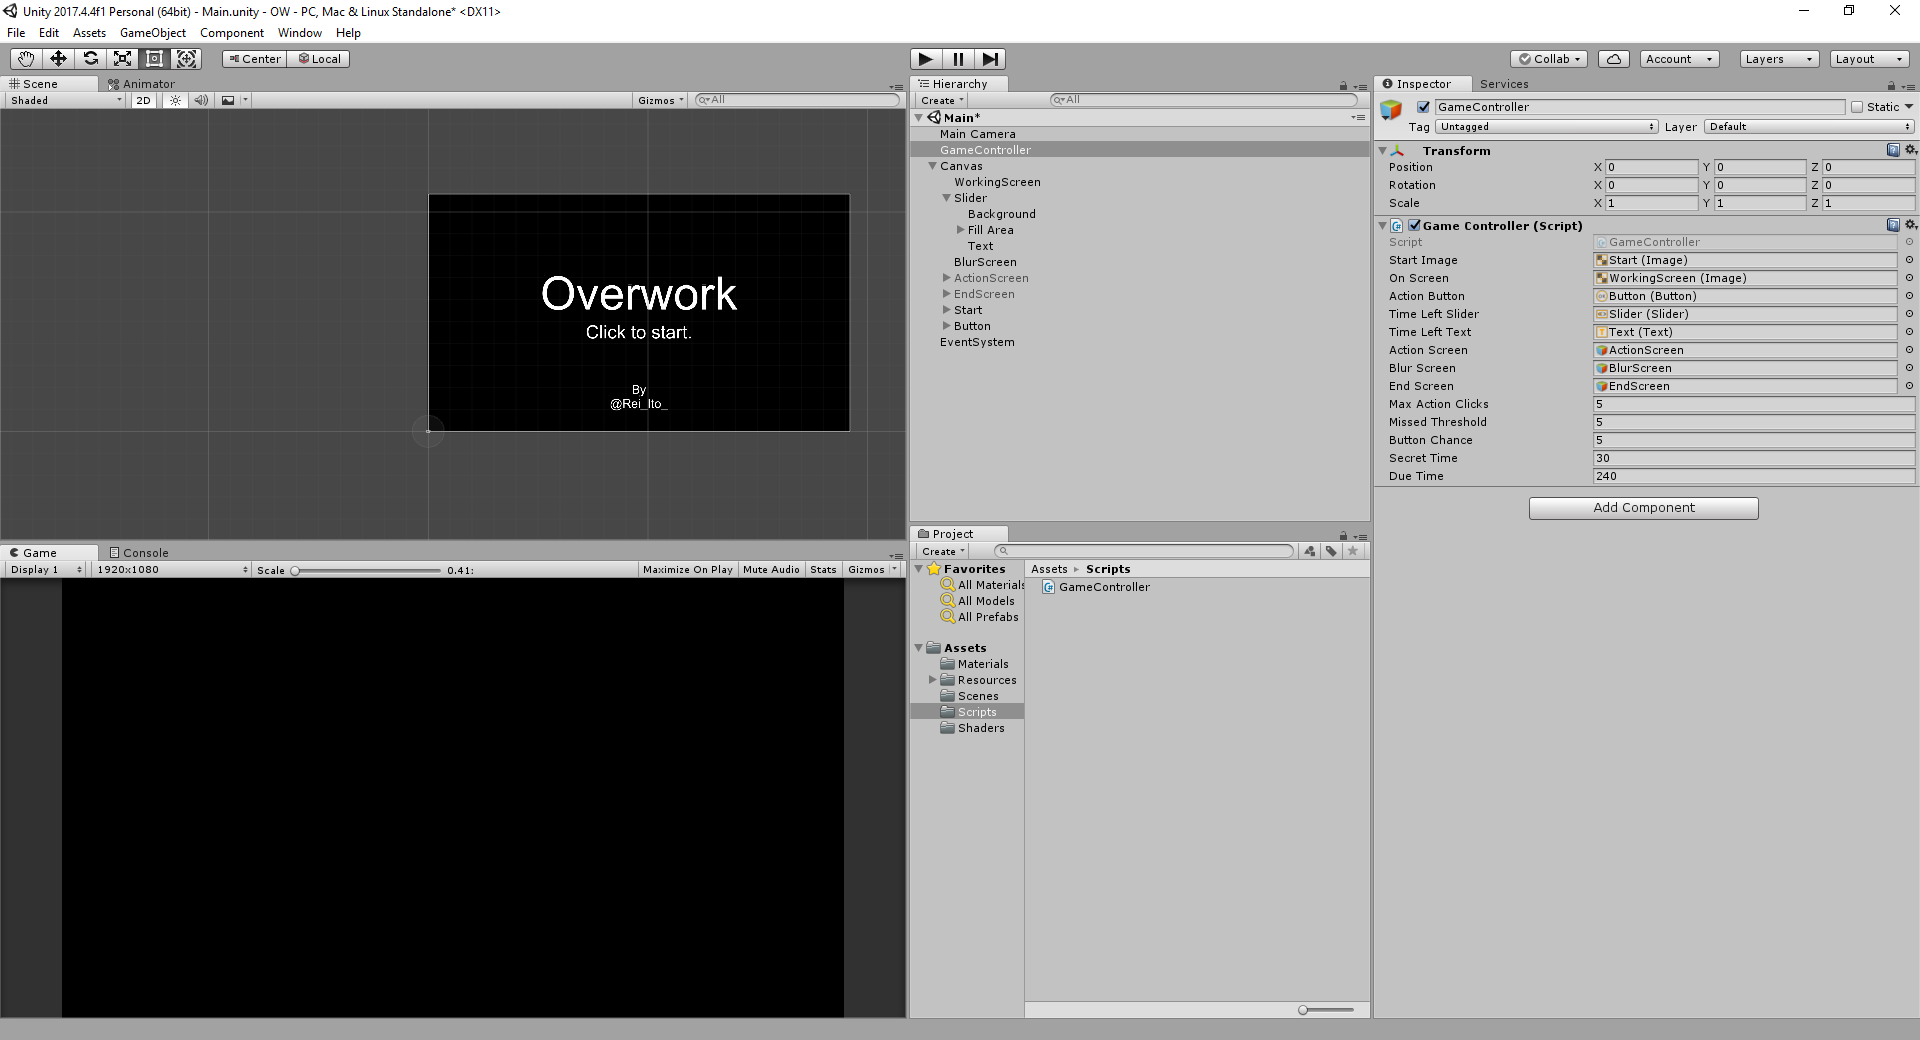 Unity 2017.4.4f1 Personal (64bit) - Main.unity - OW - PC, Mac & Linux Standalone* <DX11>
File Edit Assets GameObject Component Window Help
Center Local
Collab Account Layers Layout
Scene Animator
Shaded 2D Gizmos All
Overwork
Click to start.
By
@Rei_Ito_
Game Console
Display 1 1920x1080 Scale 0.41: Maximize On Play Mute Audio Stats Gizmos
Hierarchy
Create All
Main*
Main Camera
GameController
Canvas
WorkingScreen
Slider
Background
Fill Area
Text
BlurScreen
ActionScreen
EndScreen
Start
Button
EventSystem
Project
Create
Favorites
All Materials
All Models
All Prefabs
Assets
Materials
Resources
Scenes
Scripts
Shaders
Assets Scripts
GameController
Inspector Services
GameController Static
Tag Untagged Layer Default
Transform
Position X 0 Y 0 Z 0
Rotation X 0 Y 0 Z 0
Scale X 1 Y 1 Z 1
Game Controller (Script)
Script GameController
Start Image Start (Image)
On Screen WorkingScreen (Image)
Action Button Button (Button)
Time Left Slider Slider (Slider)
Time Left Text Text (Text)
Action Screen ActionScreen
Blur Screen BlurScreen
End Screen EndScreen
Max Action Clicks 5
Missed Threshold 5
Button Chance 5
Secret Time 30
Due Time 240
Add Component